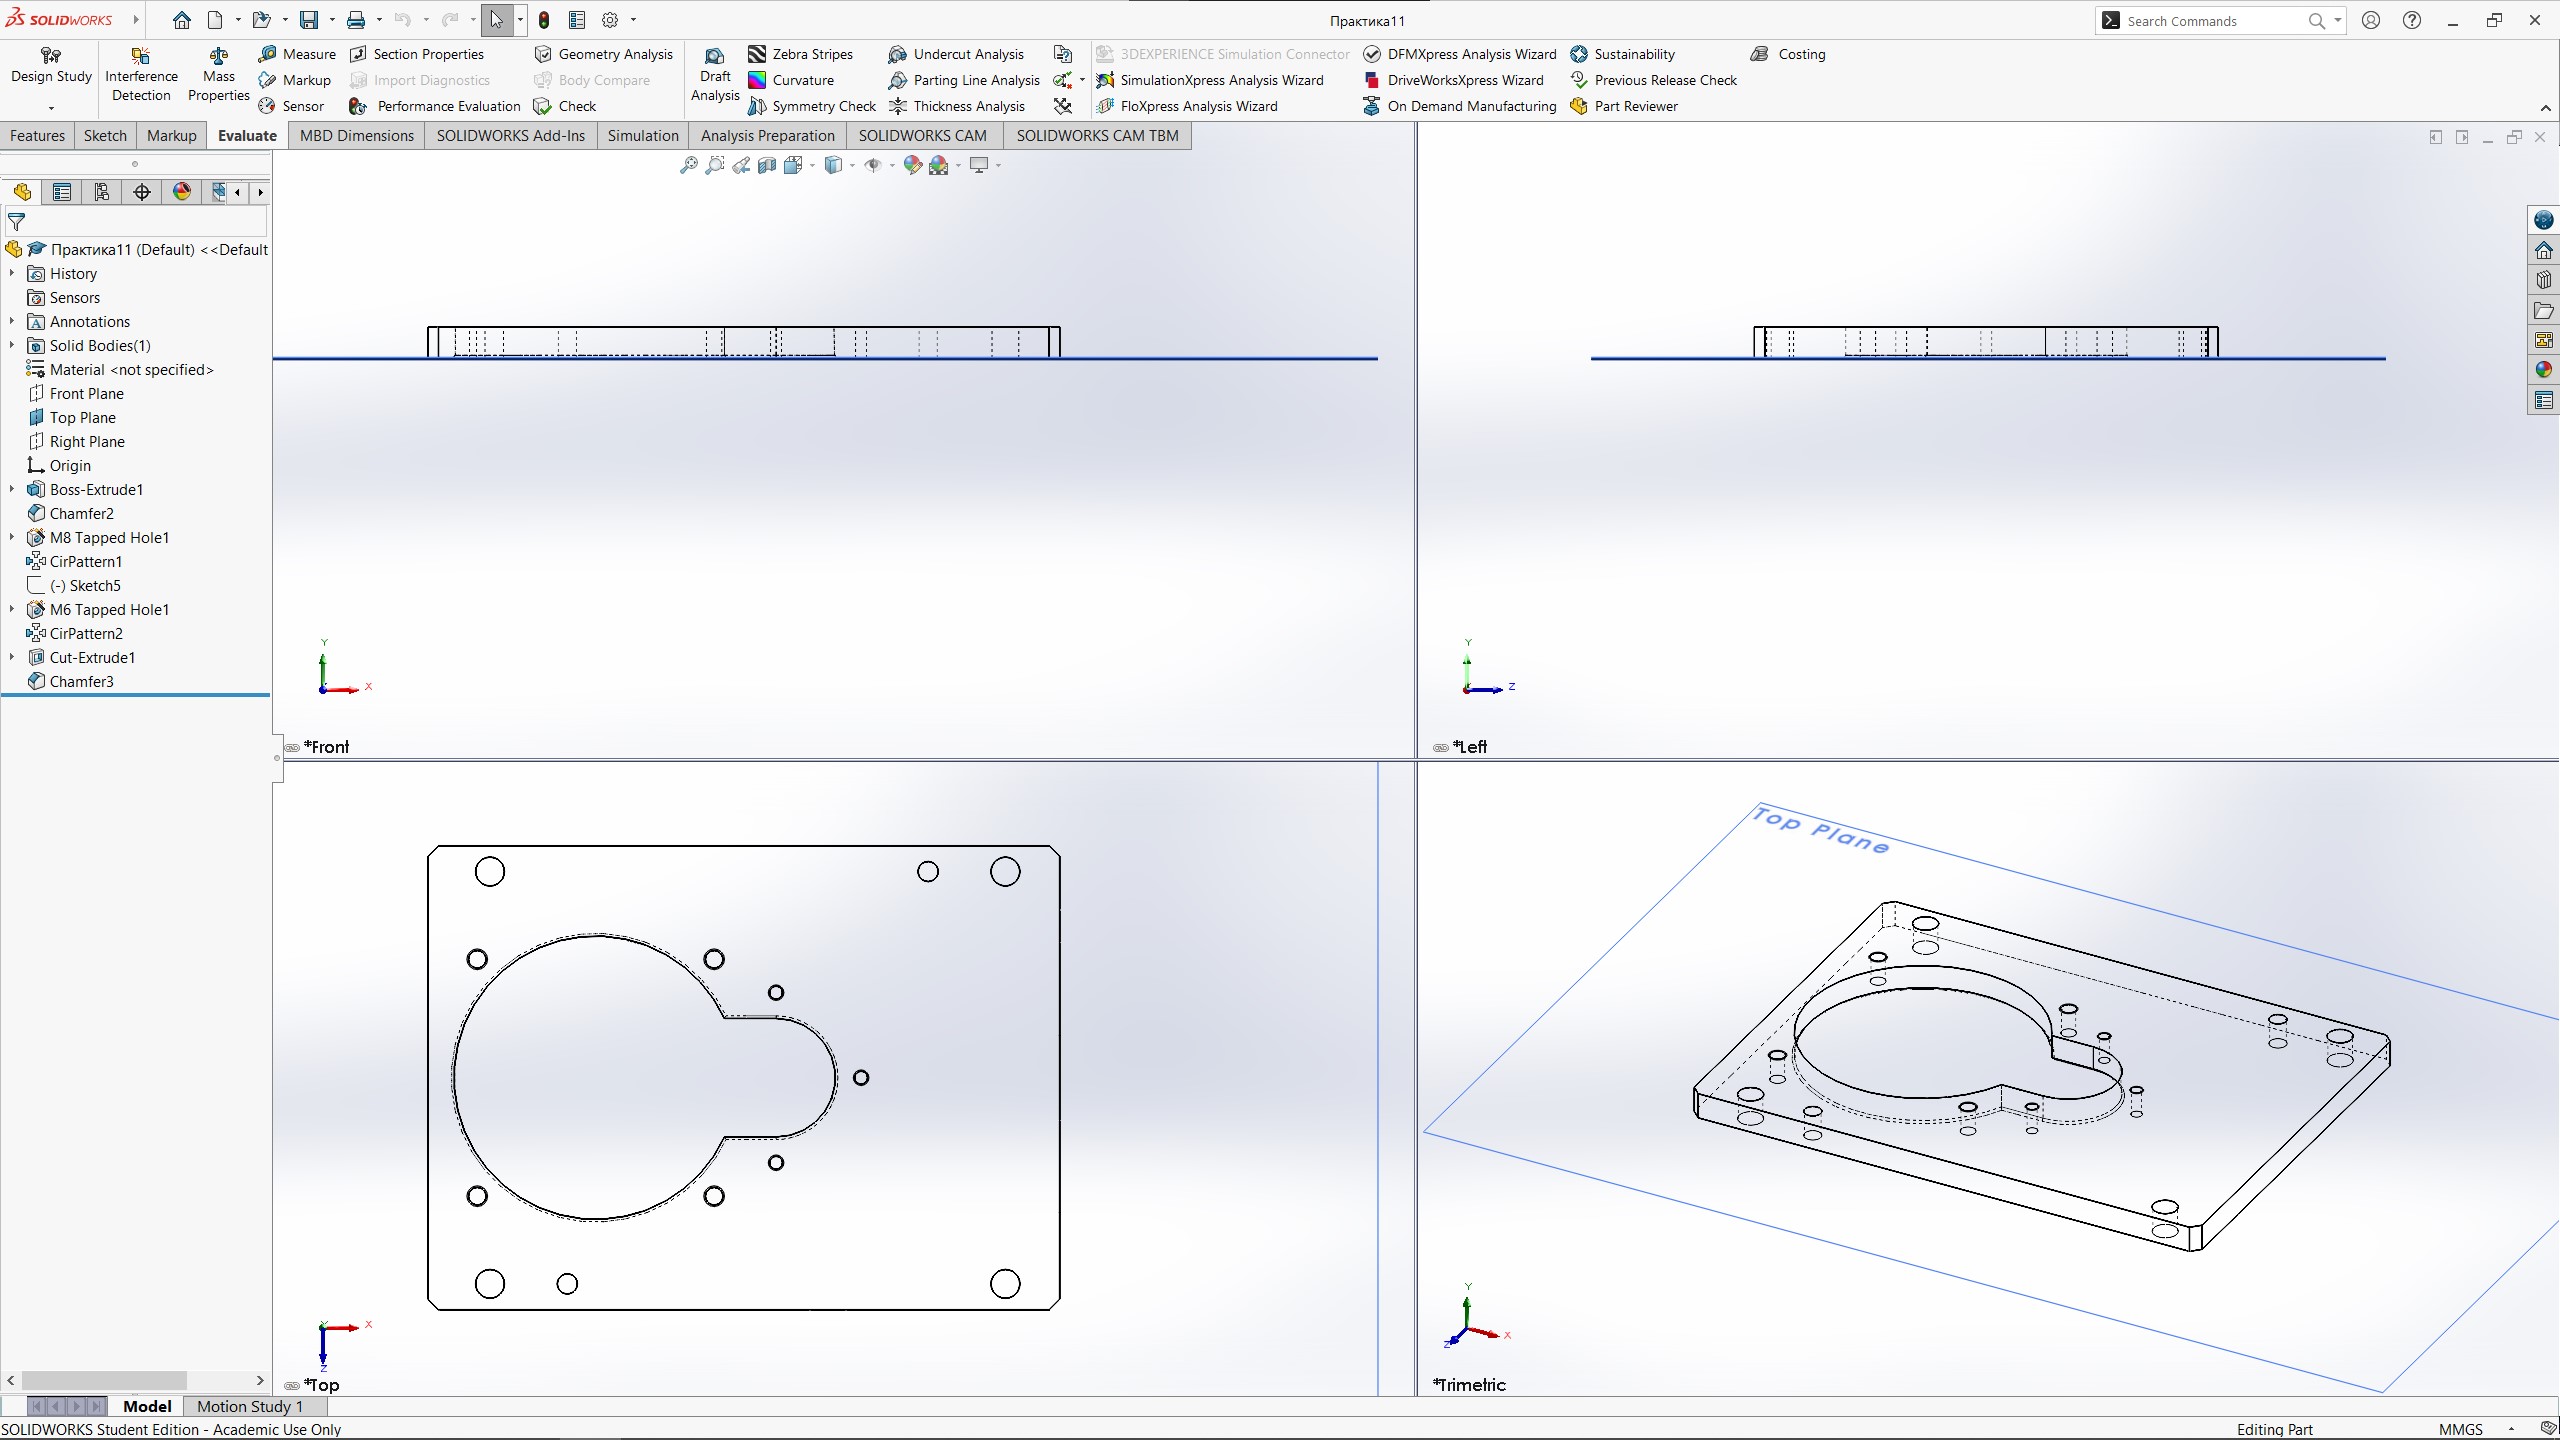 SOLIDWORKS
Практика11
Search Commands
Design Study
Interference Detection
Mass Properties
Measure
Markup
Sensor
Section Properties
Import Diagnostics
Performance Evaluation
Geometry Analysis
Body Compare
Check
Draft Analysis
Zebra Stripes
Curvature
Symmetry Check
Undercut Analysis
Parting Line Analysis
Thickness Analysis
3DEXPERIENCE Simulation Connector
SimulationXpress Analysis Wizard
FloXpress Analysis Wizard
DFMXpress Analysis Wizard
DriveWorksXpress Wizard
On Demand Manufacturing
Sustainability
Previous Release Check
Part Reviewer
Costing
Features
Sketch
Markup
Evaluate
MBD Dimensions
SOLIDWORKS Add-Ins
Simulation
Analysis Preparation
SOLIDWORKS CAM
SOLIDWORKS CAM TBM
Практика11 (Default) <<Default
History
Sensors
Annotations
Solid Bodies(1)
Material <not specified>
Front Plane
Top Plane
Right Plane
Origin
Boss-Extrude1
Chamfer2
M8 Tapped Hole1
CirPattern1
(-) Sketch5
M6 Tapped Hole1
CirPattern2
Cut-Extrude1
Chamfer3
Y
X
*Front
Y
Z
*Left
Y
X
Z
*Top
Top Plane
Y
X
Z
*Trimetric
Model
Motion Study 1
SOLIDWORKS Student Edition - Academic Use Only
Editing Part
MMGS